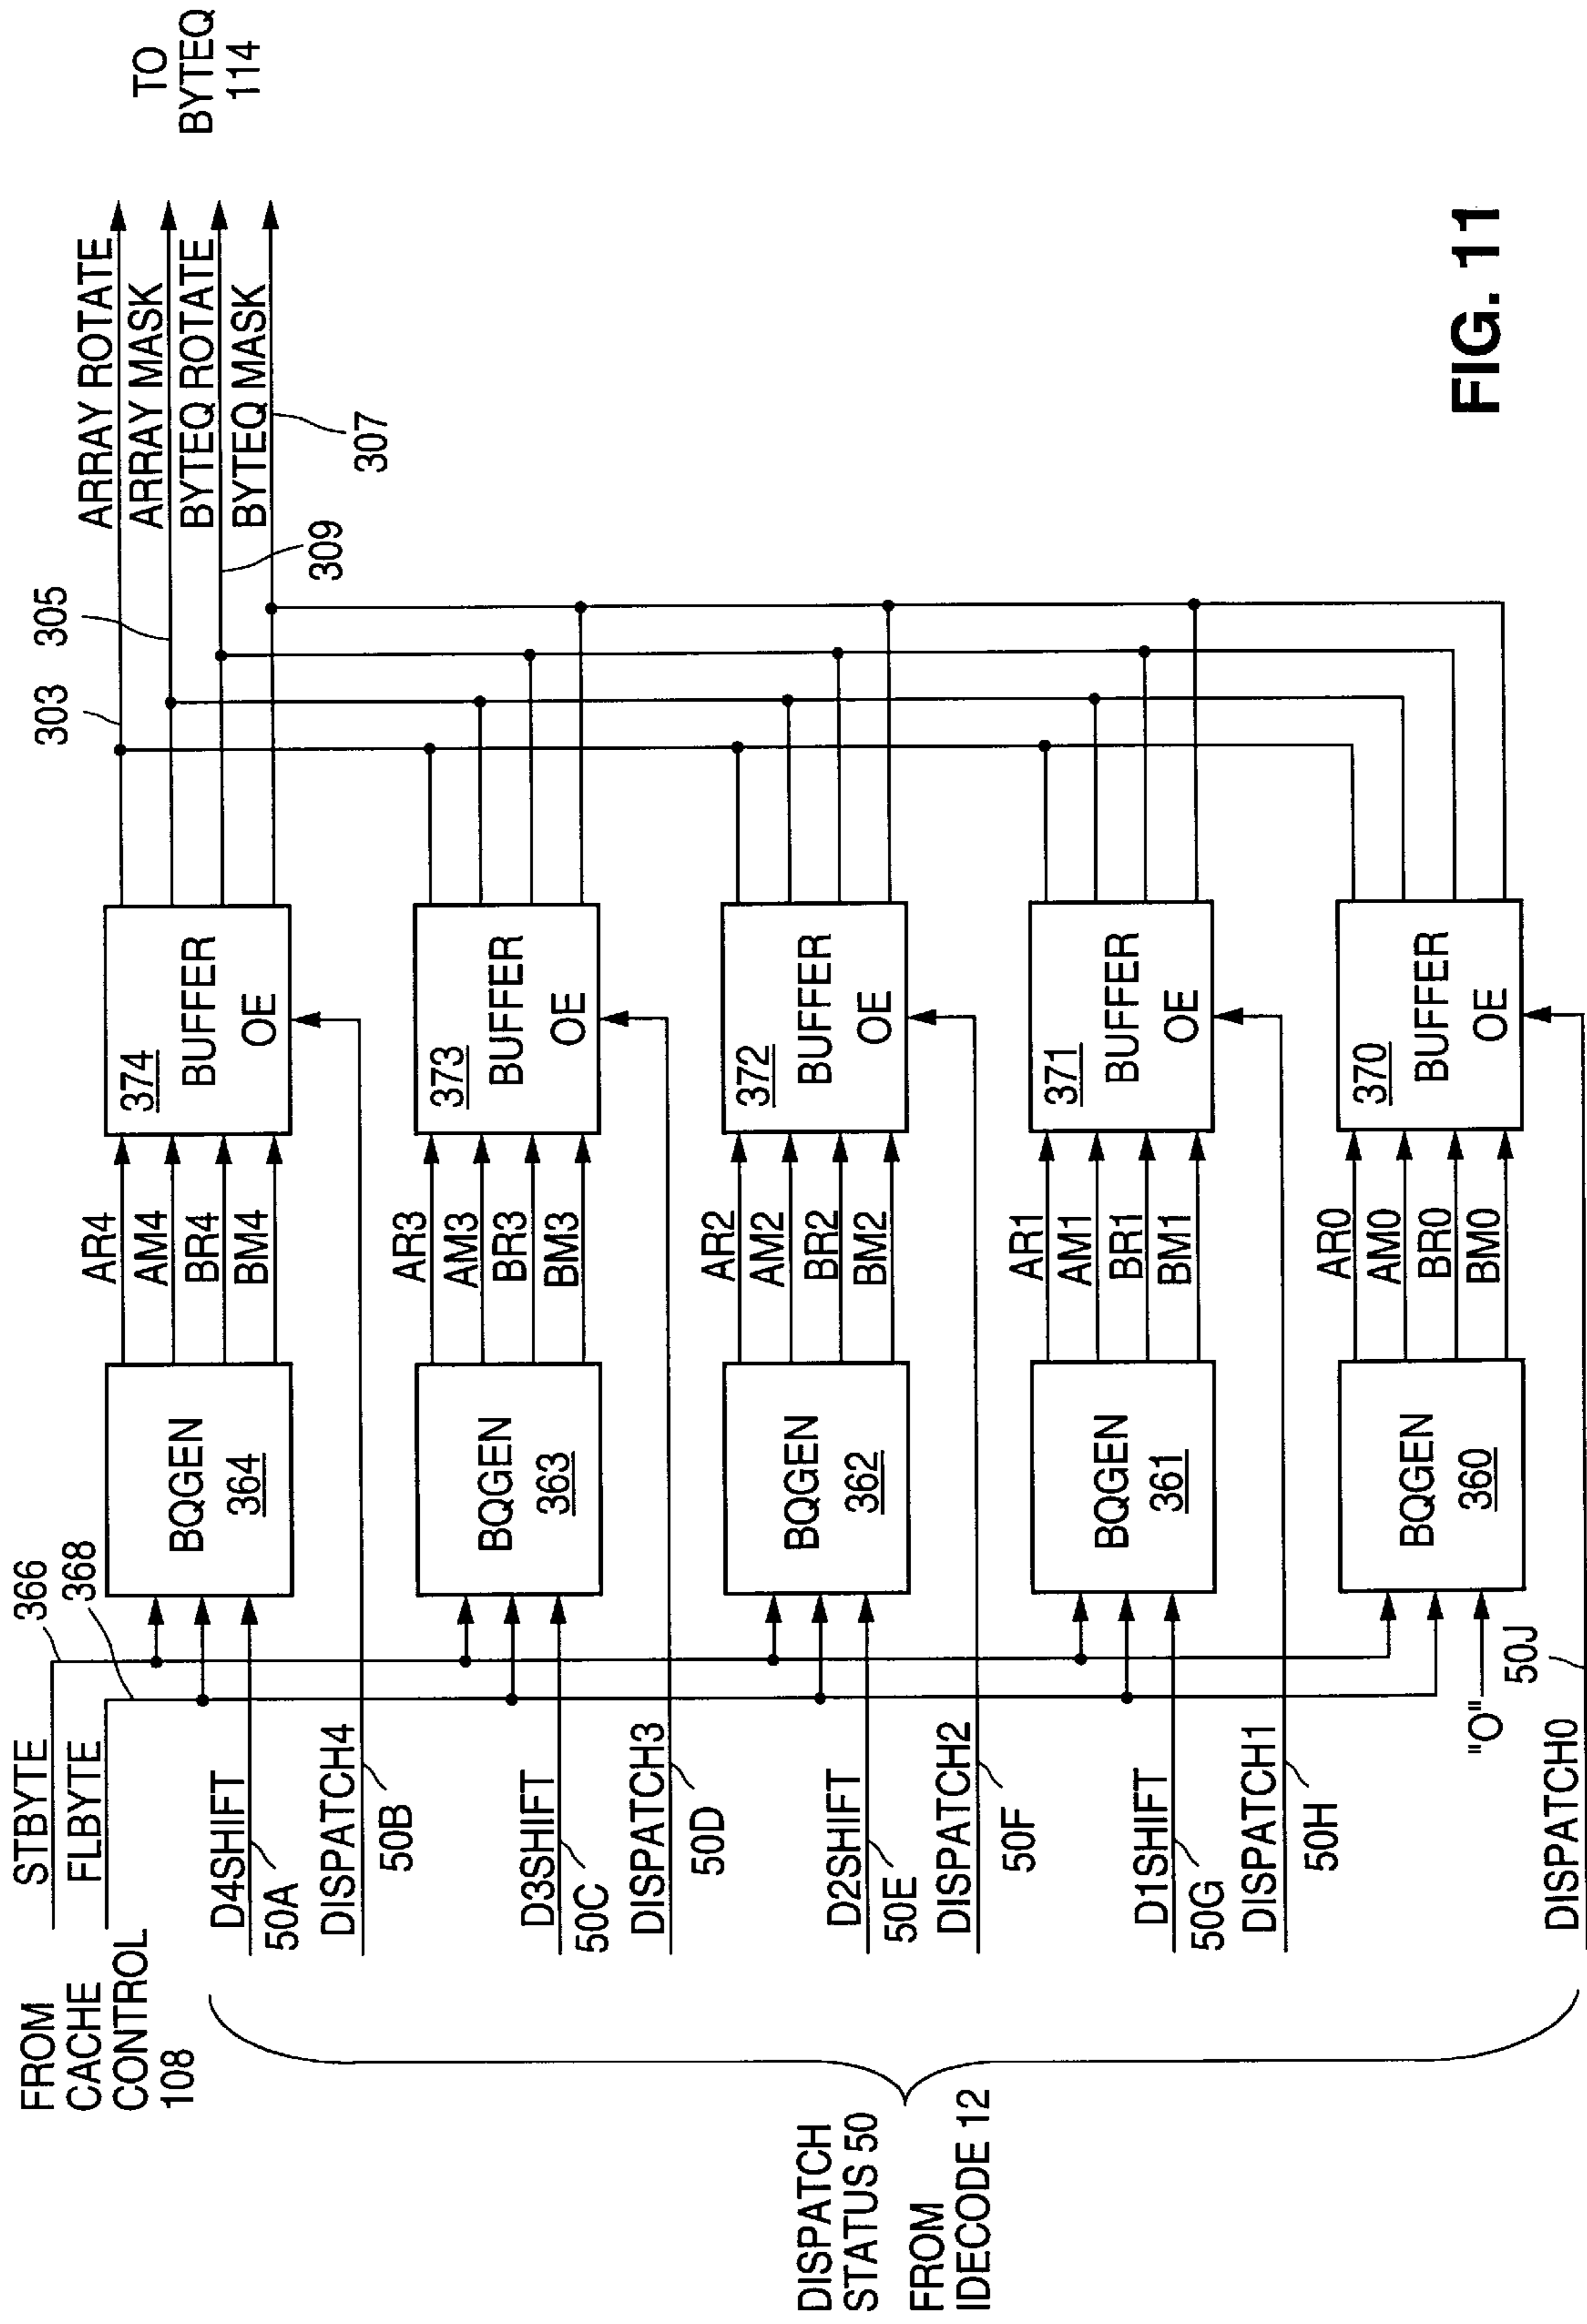 FROM
CACHE
CONTROL
108
STBYTE
FLBYTE
366
368
D4SHIFT
50A
DISPATCH4
50B
BQGEN
364
AR4
AM4
BR4
BM4
374
BUFFER
OE
303
305
309
307
ARRAY ROTATE
ARRAY MASK
BYTEQ ROTATE
BYTEQ MASK
TO
BYTEQ
114
D3SHIFT
50C
DISPATCH3
50D
BQGEN
363
AR3
AM3
BR3
BM3
373
BUFFER
OE
DISPATCH
STATUS 50
FROM
IDECODE 12
D2SHIFT
50E
DISPATCH2
50F
BQGEN
362
AR2
AM2
BR2
BM2
372
BUFFER
OE
D1SHIFT
50G
DISPATCH1
50H
BQGEN
361
AR1
AM1
BR1
BM1
371
BUFFER
OE
"O"
50J
DISPATCH0
BQGEN
360
AR0
AM0
BR0
BM0
370
BUFFER
OE
FIG. 11